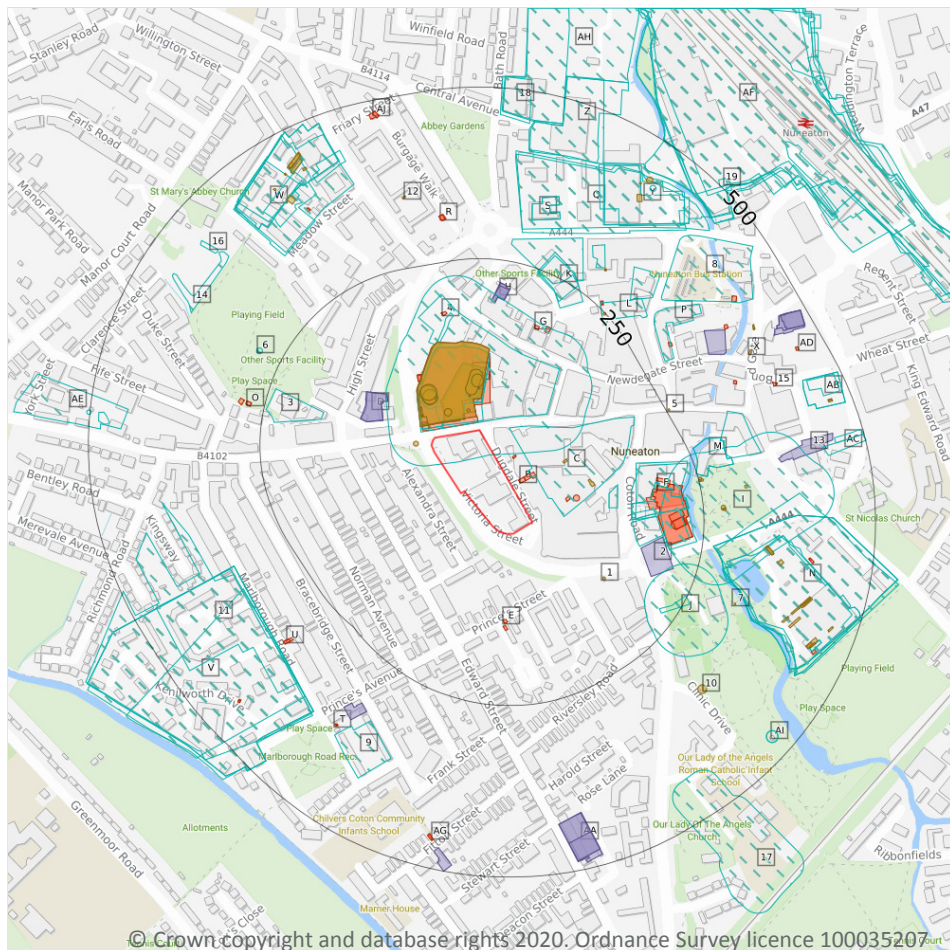 Stanley Road
Willington Street
Winfield Road
Bath Road
B4114
Central Avenue
AH
18
Z
AF
A47
Nuneaton
Earls Road
Friary Street
AJ
Abbey Gardens
Burgage Walk
Manor Park Road
St Mary's Abbey Church
W
12
R
Meadow Street
S
Q
Y
19
500
Manor Court Road
16
A444
14
Other Sports Facility
K
8
Nuneaton Bus Station
Regent Street
Clarence Street
Duke Street
Playing Field
H
4
G
L
P
250
6
Other Sports Facility
High Street
X
AD
Wheat Street
Newdegate Street
Fife Street
York Street
AE
Play Space
O
3
D
15
AB
King Edward Road
5
B4102
Nuneaton
M
13
AC
Bentley Road
Dugdale Street
B
C
F
Coton Road
I
Merevale Avenue
Kingsway
Alexandra Street
Victoria Street
A444
St Nicolas Church
2
Richmond Road
1
N
Norman Avenue
J
7
11
Marlborough Road
Bracebridge Street
E
U
Playing Field
V
Edward Street
Riversley Road
10
Clinic Drive
Kenilworth Drive
Prince's Avenue
Play Space
T
Play Space
9
AI
Frank Street
Harold Street
Rose Lane
Our Lady of the Angels
Roman Catholic Infant
School
Greenmoor Road
Allotments
Chilvers Coton Community
Infants School
AG
Fitton Street
AA
Our Lady Of The Angels
Church
17
Stewart Street
Ribbonfields
Marner House
© Crown copyright and database rights 2020. Ordnance Survey licence 100035207.